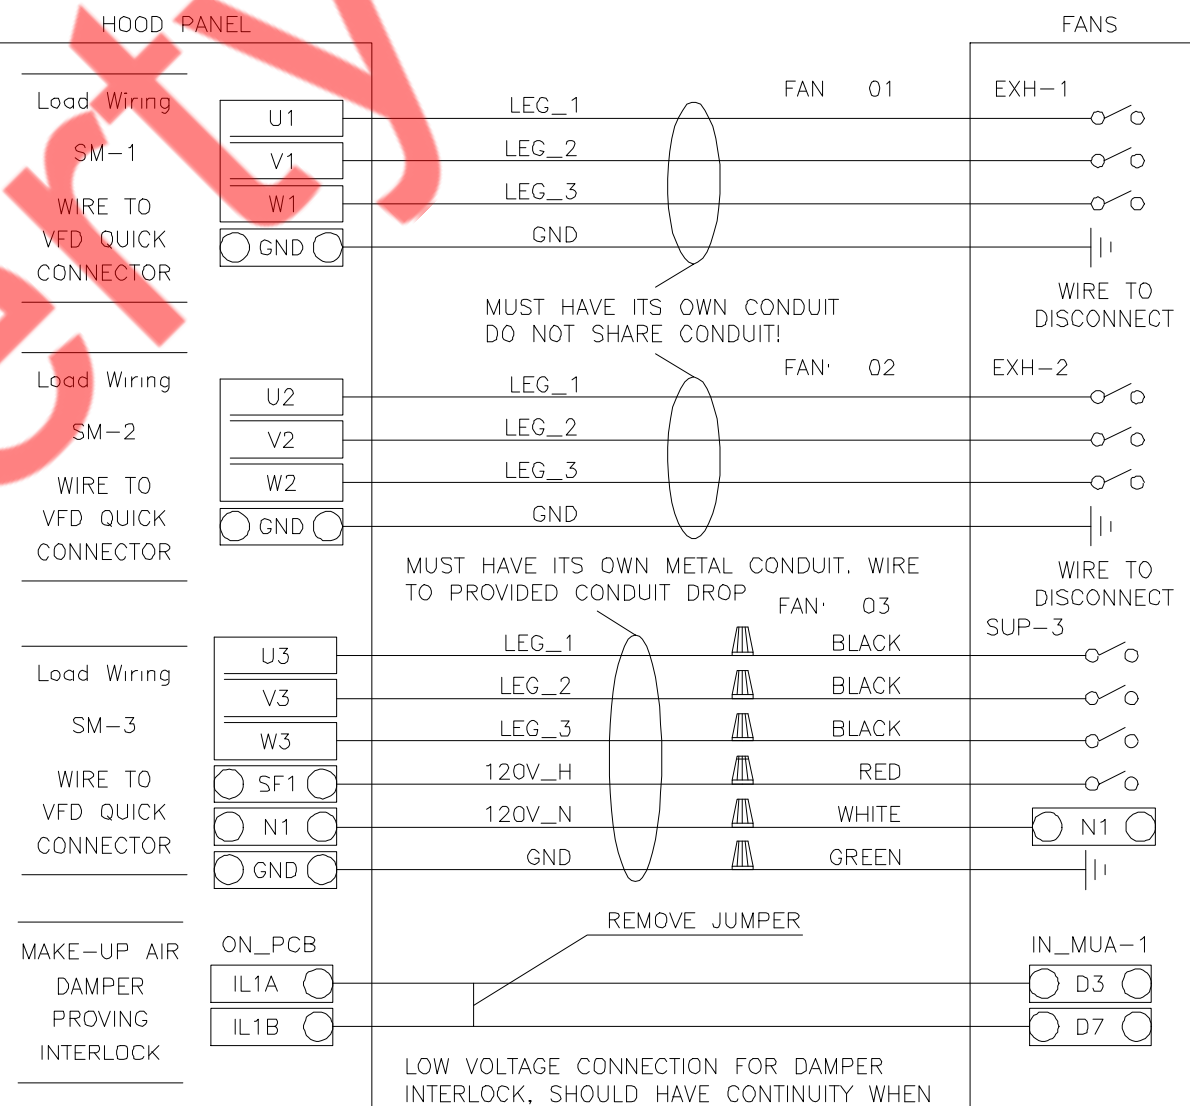 HOOD PANEL
FANS
Load Wiring
SM-1
WIRE TO
VFD QUICK
CONNECTOR
U1
V1
W1
GND
LEG_1
LEG_2
LEG_3
GND
FAN 01
EXH-1
WIRE TO
DISCONNECT
MUST HAVE ITS OWN CONDUIT
DO NOT SHARE CONDUIT!
Load Wiring
SM-2
WIRE TO
VFD QUICK
CONNECTOR
U2
V2
W2
GND
LEG_1
LEG_2
LEG_3
GND
FAN 02
EXH-2
WIRE TO
DISCONNECT
MUST HAVE ITS OWN METAL CONDUIT. WIRE
TO PROVIDED CONDUIT DROP
FAN 03
SUP-3
Load Wiring
SM-3
WIRE TO
VFD QUICK
CONNECTOR
U3
V3
W3
SF1
N1
GND
LEG_1 BLACK
LEG_2 BLACK
LEG_3 BLACK
120V_H RED
120V_N WHITE
GND GREEN
N1
MAKE-UP AIR
DAMPER
PROVING
INTERLOCK
ON_PCB
IL1A
IL1B
REMOVE JUMPER
IN_MUA-1
D3
D7
LOW VOLTAGE CONNECTION FOR DAMPER
INTERLOCK, SHOULD HAVE CONTINUITY WHEN
erty